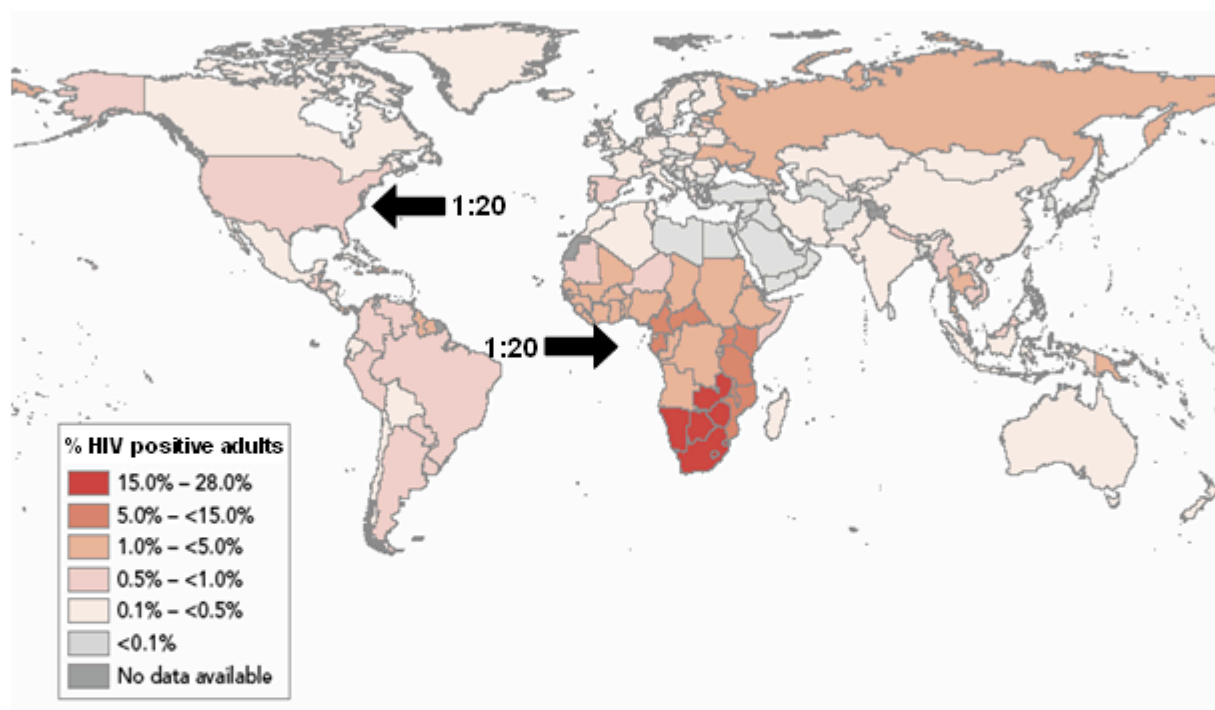 1:20
1:20
% HIV positive adults
15.0% – 28.0%
5.0% – <15.0%
1.0% – <5.0%
0.5% – <1.0%
0.1% – <0.5%
<0.1%
No data available